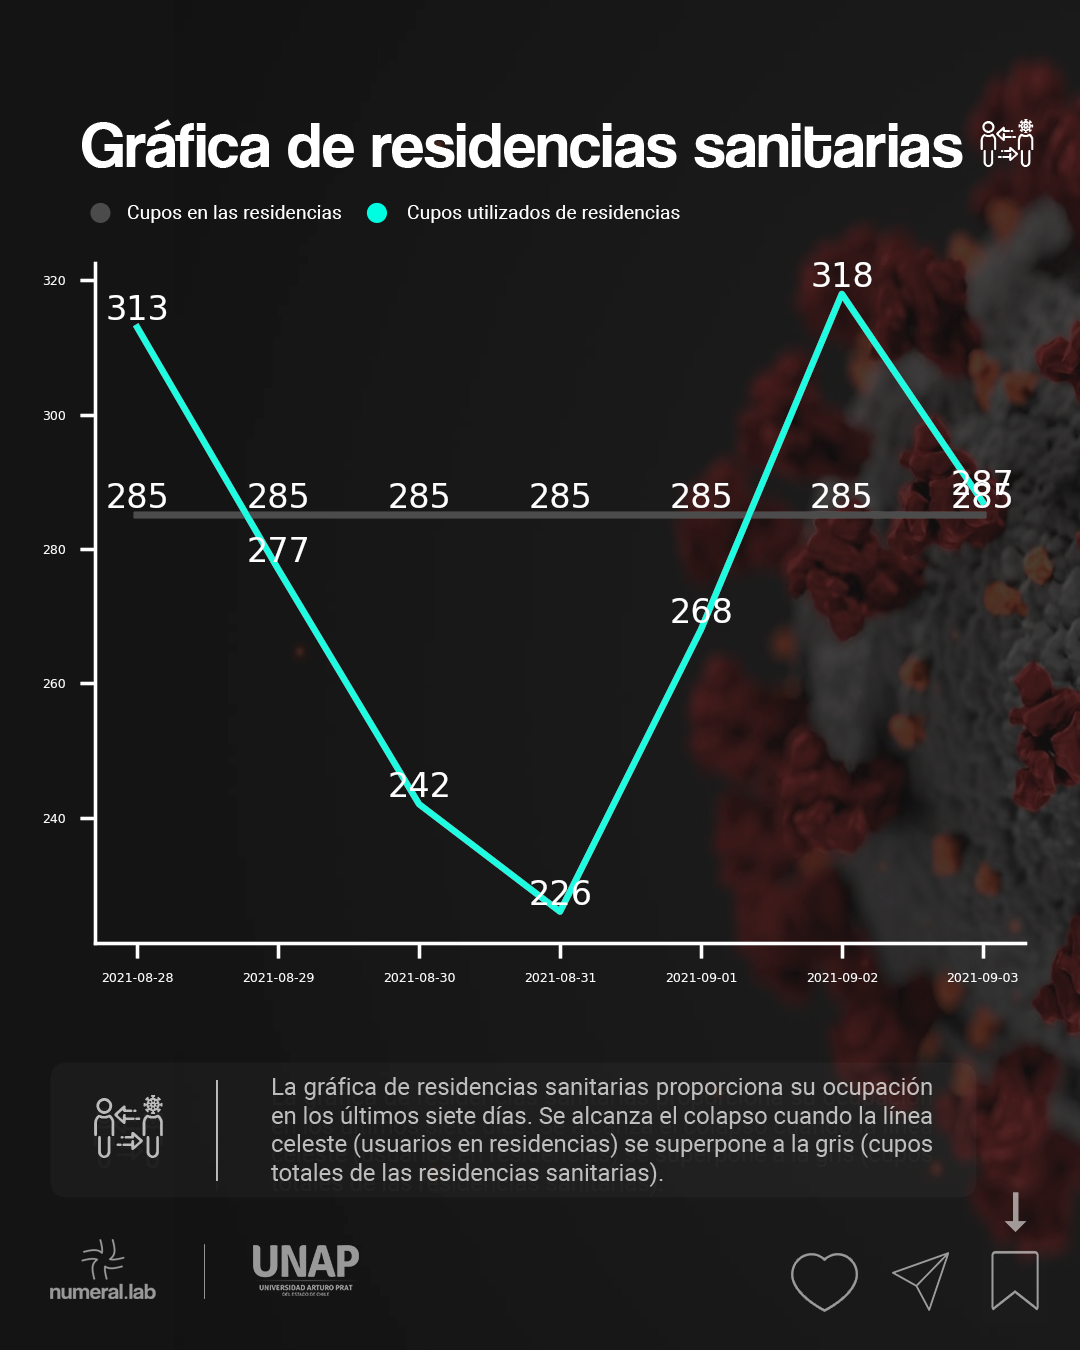 Gráfica de residencias sanitarias
Cupos en las residencias
Cupos utilizados de residencias
320
300
280
260
240
313
277
242
226
268
318
287
285
285
285
285
285
285
285
2021-08-28
2021-08-29
2021-08-30
2021-08-31
2021-09-01
2021-09-02
2021-09-03
La gráfica de residencias sanitarias proporciona su ocupación
en los últimos siete días. Se alcanza el colapso cuando la línea
celeste (usuarios en residencias) se superpone a la gris (cupos
totales de las residencias sanitarias).
numeral.lab
UNAP
UNIVERSIDAD ARTURO PRAT
DEL ESTADO DE CHILE